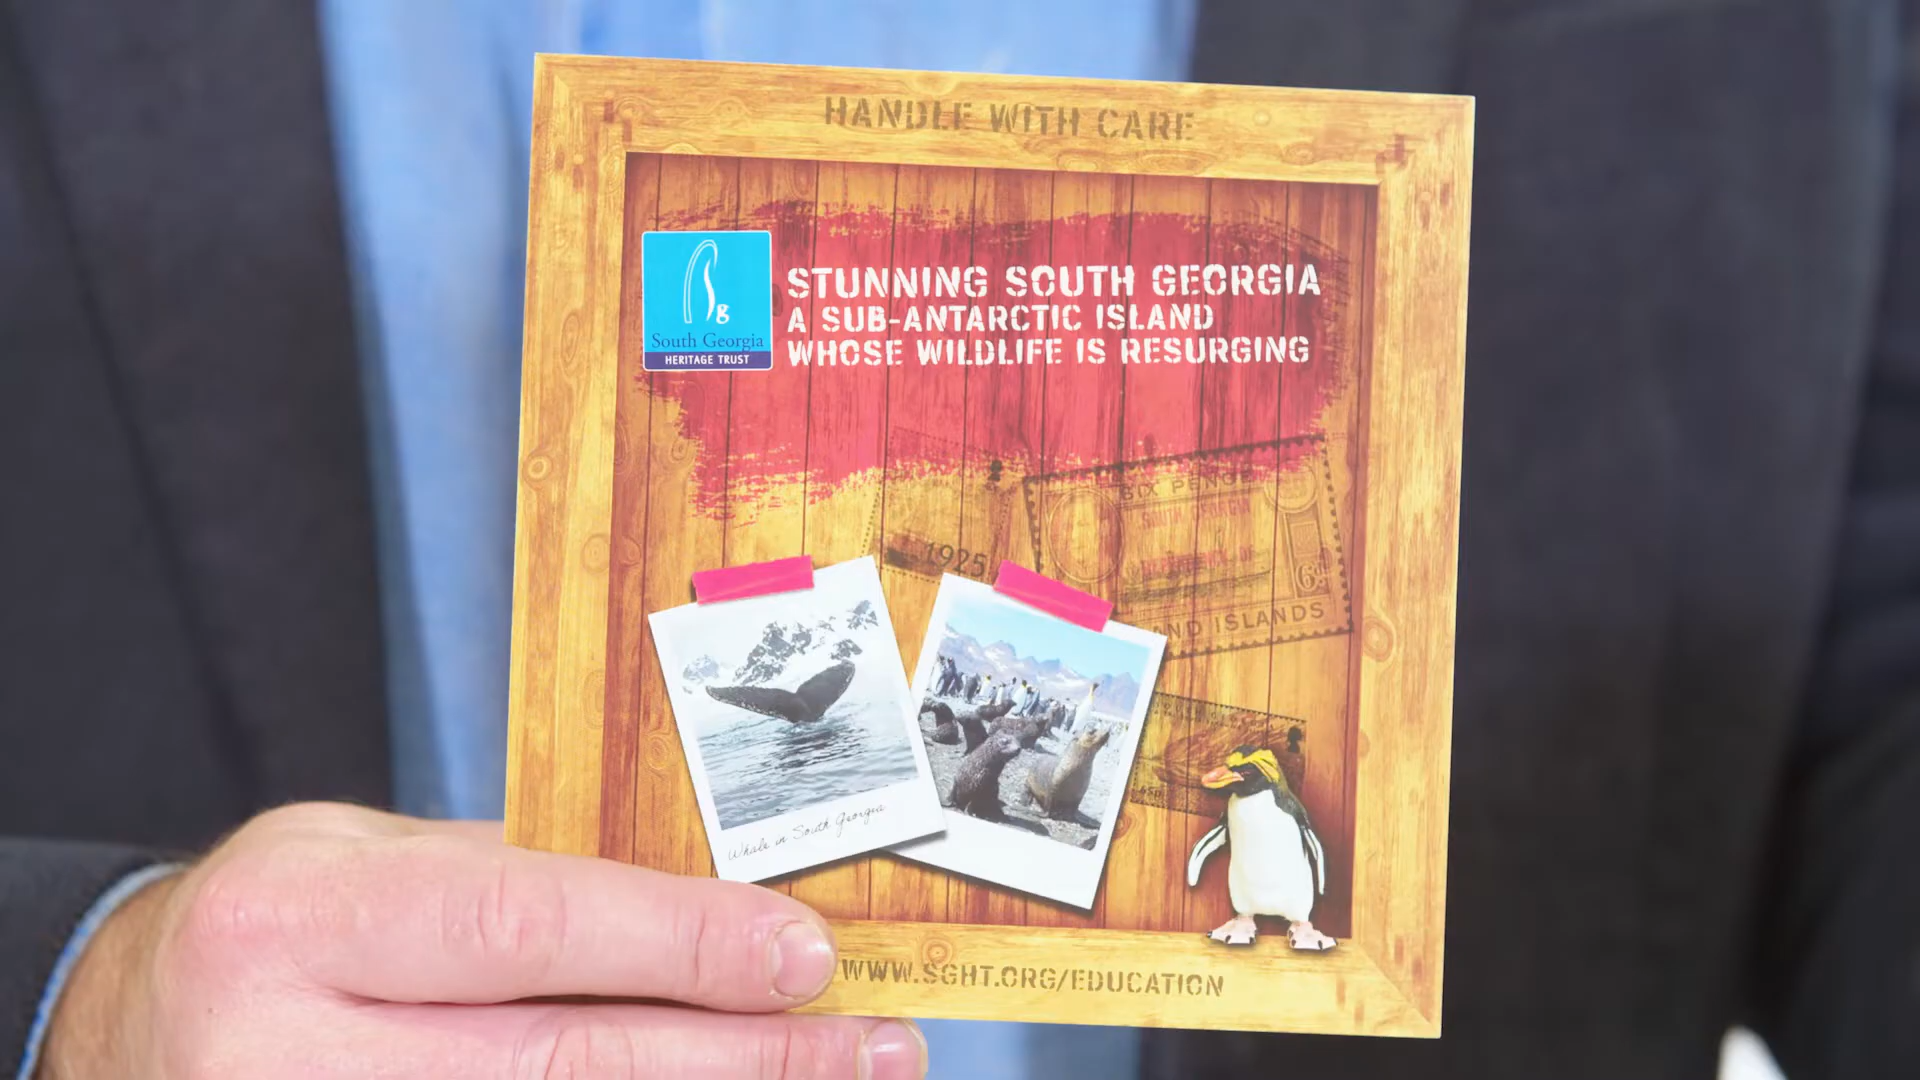 HANDLE WITH CARE
South Georgia
HERITAGE TRUST
STUNNING SOUTH GEORGIA
A SUB-ANTARCTIC ISLAND
WHOSE WILDLIFE IS RESURGING
1925
SIX PENCE
6d
ND ISLANDS
Whale in South Georgia
WWW.SGHT.ORG/EDUCATION